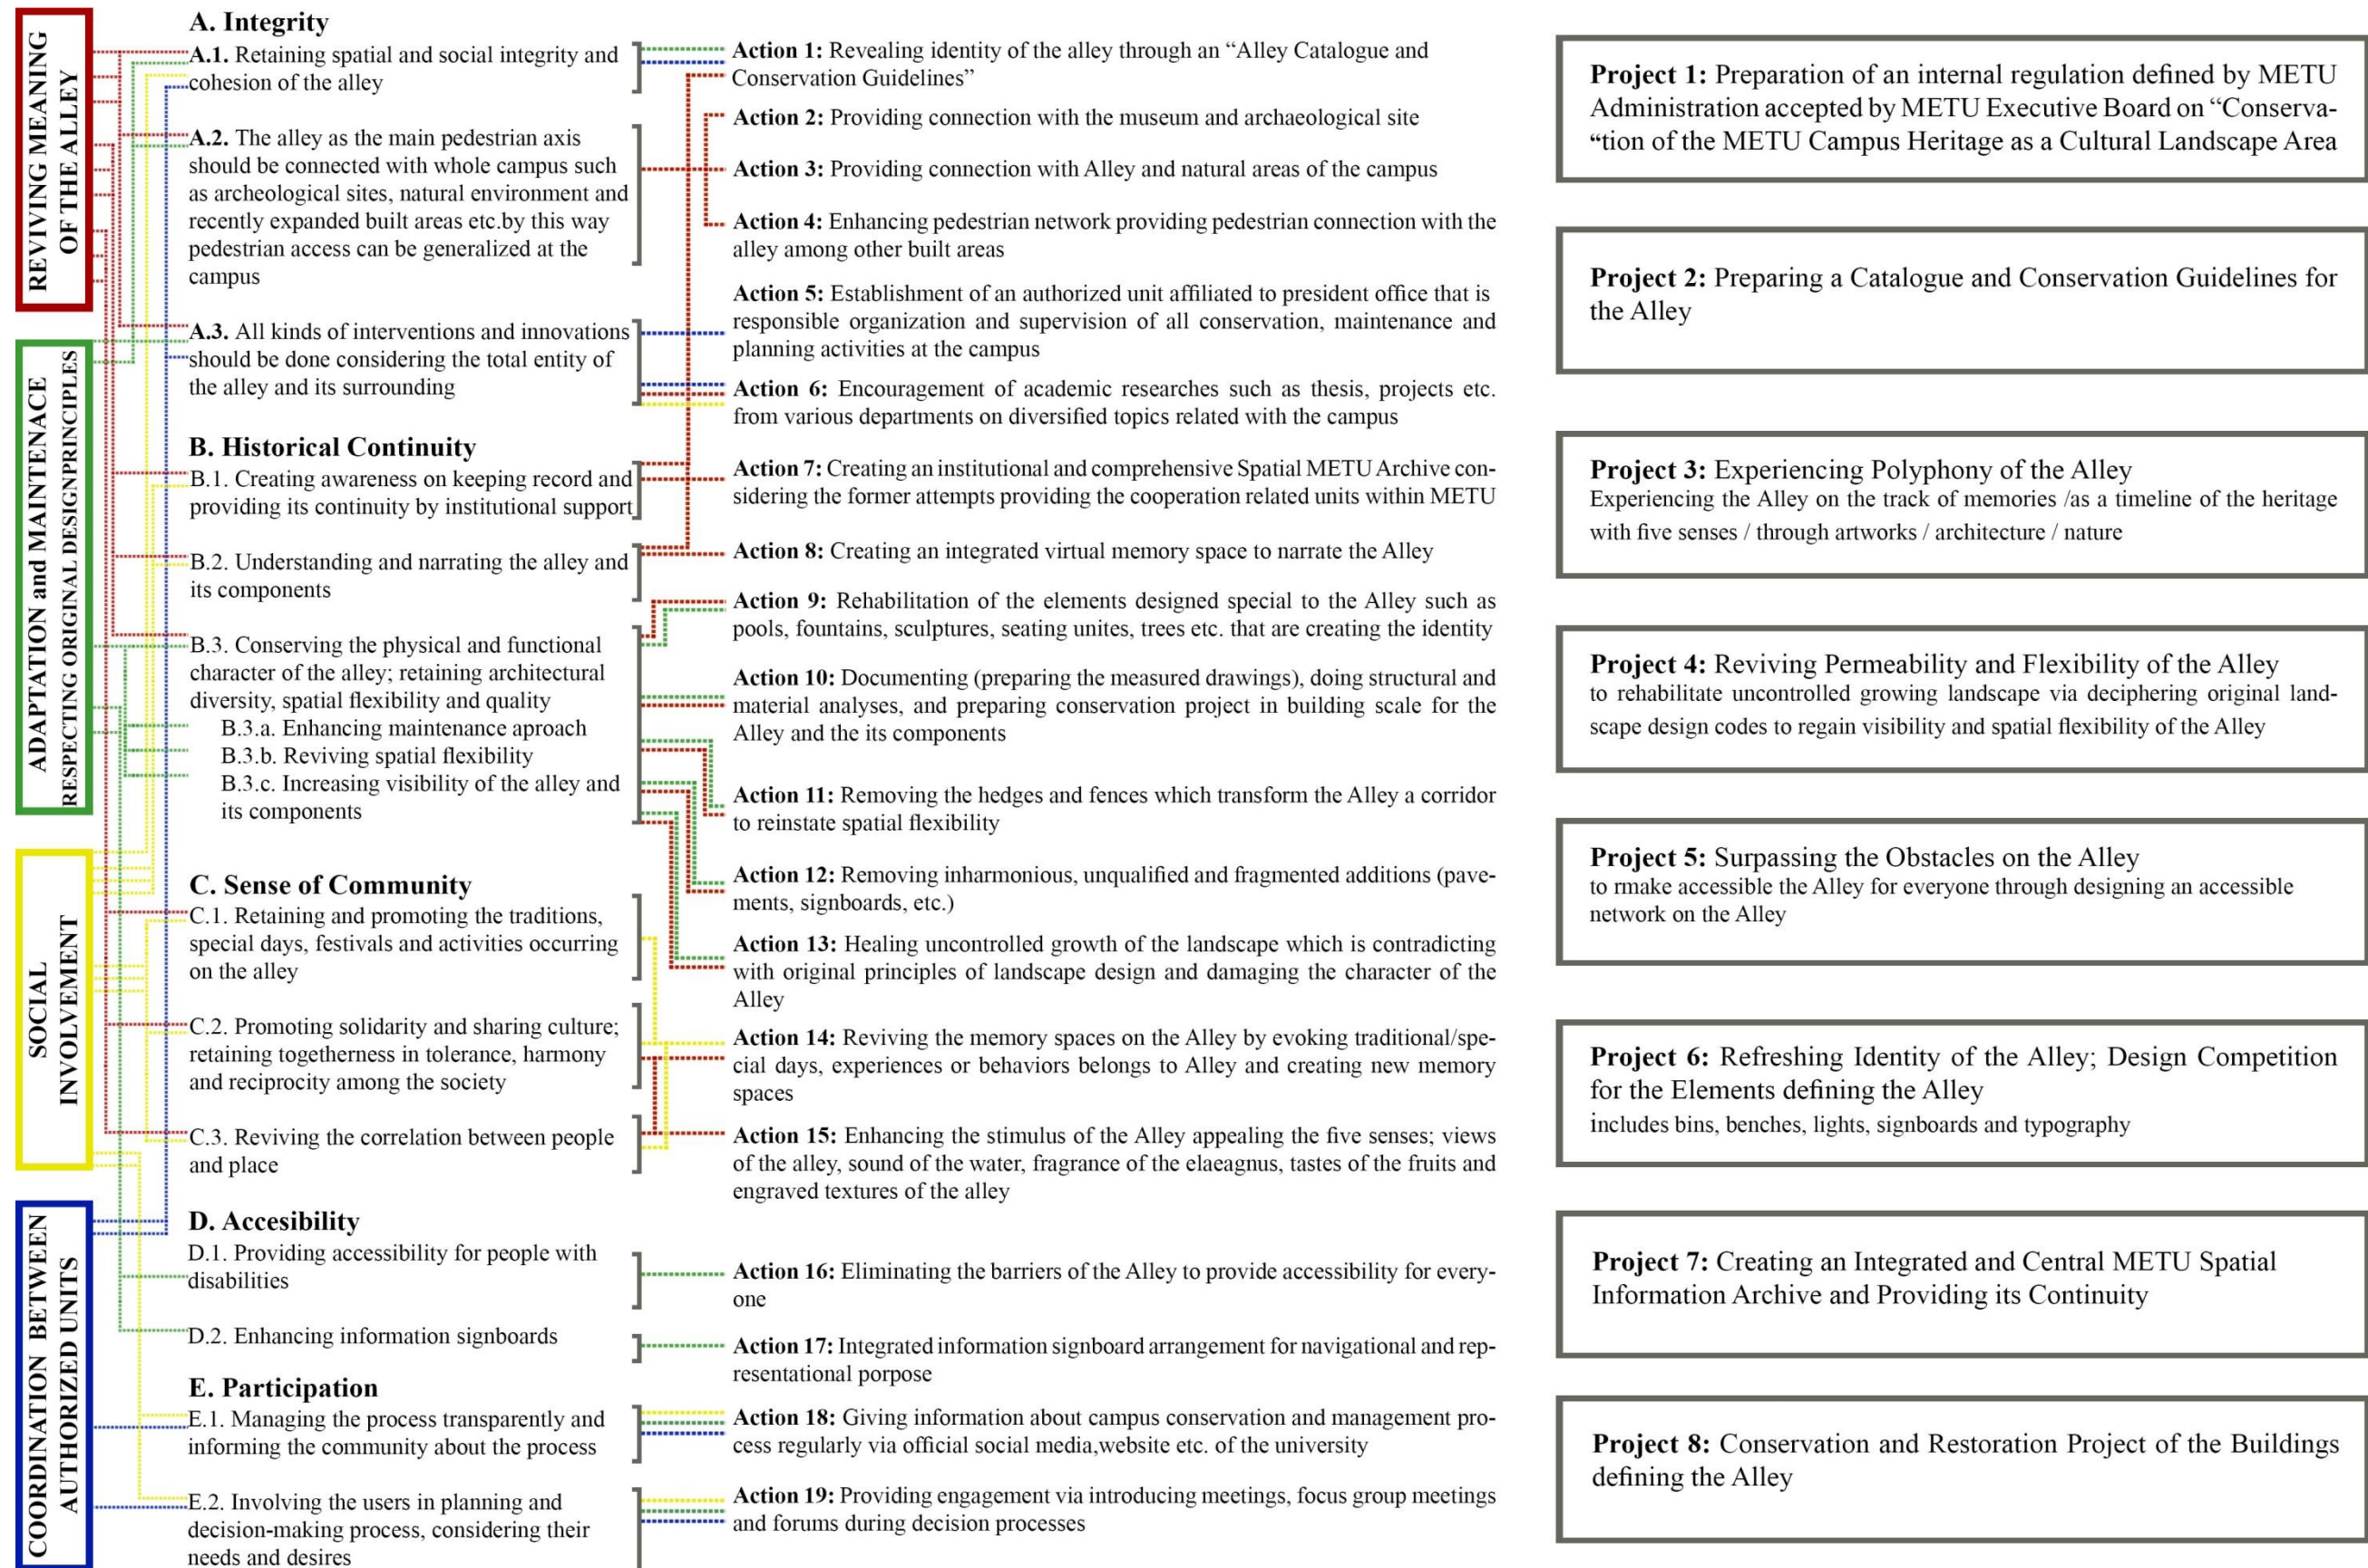 REVIVING MEANING
OF THE ALLEY
ADAPTATION and MAINTENACE
RESPECTING ORIGINAL DESIGNPRINCIPLES
SOCIAL
INVOLVEMENT
COORDINATION BETWEEN
AUTHORIZED UNITS
A. Integrity
A.1. Retaining spatial and social integrity and
cohesion of the alley
A.2. The alley as the main pedestrian axis
should be connected with whole campus such
as archeological sites, natural environment and
recently expanded built areas etc.by this way
pedestrian access can be generalized at the
campus
A.3. All kinds of interventions and innovations
should be done considering the total entity of
the alley and its surrounding
B. Historical Continuity
B.1. Creating awareness on keeping record and
providing its continuity by institutional support
B.2. Understanding and narrating the alley and
its components
B.3. Conserving the physical and functional
character of the alley; retaining architectural
diversity, spatial flexibility and quality
B.3.a. Enhancing maintenance aproach
B.3.b. Reviving spatial flexibility
B.3.c. Increasing visibility of the alley and
its components
C. Sense of Community
C.1. Retaining and promoting the traditions,
special days, festivals and activities occurring
on the alley
C.2. Promoting solidarity and sharing culture;
retaining togetherness in tolerance, harmony
and reciprocity among the society
C.3. Reviving the correlation between people
and place
D. Accesibility
D.1. Providing accessibility for people with
disabilities
D.2. Enhancing information signboards
E. Participation
E.1. Managing the process transparently and
informing the community about the process
E.2. Involving the users in planning and
decision-making process, considering their
needs and desires
Action 1: Revealing identity of the alley through an “Alley Catalogue and
Conservation Guidelines”
Action 2: Providing connection with the museum and archaeological site
Action 3: Providing connection with Alley and natural areas of the campus
Action 4: Enhancing pedestrian network providing pedestrian connection with the
alley among other built areas
Action 5: Establishment of an authorized unit affiliated to president office that is
responsible organization and supervision of all conservation, maintenance and
planning activities at the campus
Action 6: Encouragement of academic researches such as thesis, projects etc.
from various departments on diversified topics related with the campus
Action 7: Creating an institutional and comprehensive Spatial METU Archive con-
sidering the former attempts providing the cooperation related units within METU
Action 8: Creating an integrated virtual memory space to narrate the Alley
Action 9: Rehabilitation of the elements designed special to the Alley such as
pools, fountains, sculptures, seating unites, trees etc. that are creating the identity
Action 10: Documenting (preparing the measured drawings), doing structural and
material analyses, and preparing conservation project in building scale for the
Alley and the its components
Action 11: Removing the hedges and fences which transform the Alley a corridor
to reinstate spatial flexibility
Action 12: Removing inharmonious, unqualified and fragmented additions (pave-
ments, signboards, etc.)
Action 13: Healing uncontrolled growth of the landscape which is contradicting
with original principles of landscape design and damaging the character of the
Alley
Action 14: Reviving the memory spaces on the Alley by evoking traditional/spe-
cial days, experiences or behaviors belongs to Alley and creating new memory
spaces
Action 15: Enhancing the stimulus of the Alley appealing the five senses; views
of the alley, sound of the water, fragrance of the elaeagnus, tastes of the fruits and
engraved textures of the alley
Action 16: Eliminating the barriers of the Alley to provide accessibility for every-
one
Action 17: Integrated information signboard arrangement for navigational and rep-
resentational porpose
Action 18: Giving information about campus conservation and management pro-
cess regularly via official social media,website etc. of the university
Action 19: Providing engagement via introducing meetings, focus group meetings
and forums during decision processes
Project 1: Preparation of an internal regulation defined by METU
Administration accepted by METU Executive Board on “Conserva-
“tion of the METU Campus Heritage as a Cultural Landscape Area
Project 2: Preparing a Catalogue and Conservation Guidelines for
the Alley
Project 3: Experiencing Polyphony of the Alley
Experiencing the Alley on the track of memories /as a timeline of the heritage
with five senses / through artworks / architecture / nature
Project 4: Reviving Permeability and Flexibility of the Alley
to rehabilitate uncontrolled growing landscape via deciphering original land-
scape design codes to regain visibility and spatial flexibility of the Alley
Project 5: Surpassing the Obstacles on the Alley
to rmake accessible the Alley for everyone through designing an accessible
network on the Alley
Project 6: Refreshing Identity of the Alley; Design Competition
for the Elements defining the Alley
includes bins, benches, lights, signboards and typography
Project 7: Creating an Integrated and Central METU Spatial
Information Archive and Providing its Continuity
Project 8: Conservation and Restoration Project of the Buildings
defining the Alley